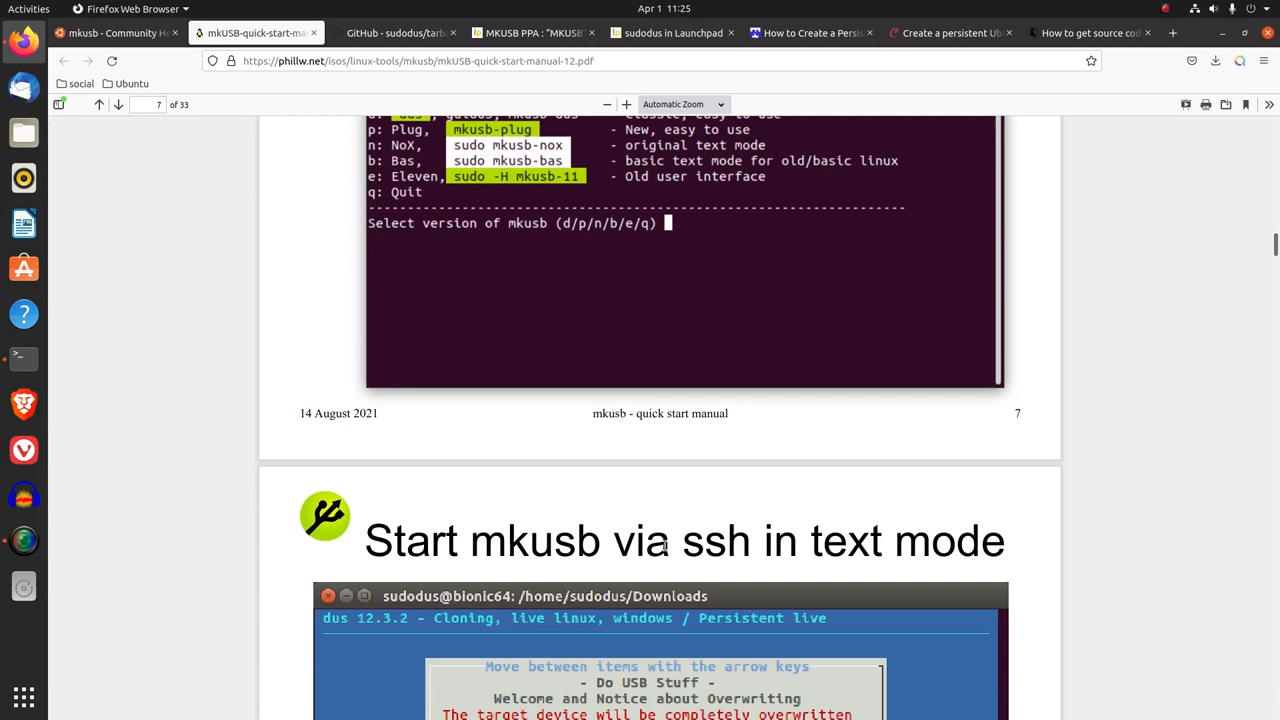 Activities
Firefox Web Browser
Apr 1 11:25
mkusb - Community He
mkUSB-quick-start-ma
GitHub - sudodus/tarba
MKUSB PPA : "MKUSB"
sudodus in Launchpad
How to Create a Persis
Create a persistent Ub
How to get source cod
https://phillw.net/isos/linux-tools/mkusb/mkUSB-quick-start-manual-12.pdf
social
Ubuntu
7 of 33
Automatic Zoom
p: Plug, mkusb-plug - New, easy to use
n: NoX, sudo mkusb-nox - original text mode
b: Bas, sudo mkusb-bas - basic text mode for old/basic linux
e: Eleven, sudo -H mkusb-11 - Old user interface
q: Quit
Select version of mkusb (d/p/n/b/e/q)
14 August 2021
mkusb - quick start manual
7
Start mkusb via ssh in text mode
sudodus@bionic64: /home/sudodus/Downloads
dus 12.3.2 - Cloning, live linux, windows / Persistent live
Move between items with the arrow keys
- Do USB Stuff -
Welcome and Notice about Overwriting
The target device will be completely overwritten